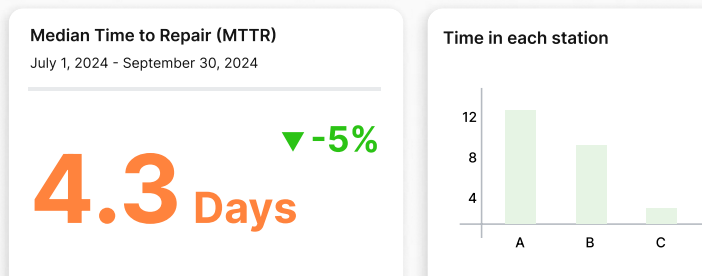 Median Time to Repair (MTTR)
July 1, 2024 - September 30, 2024
▼-5%
4.3 Days
Time in each station
12
8
4
A B C